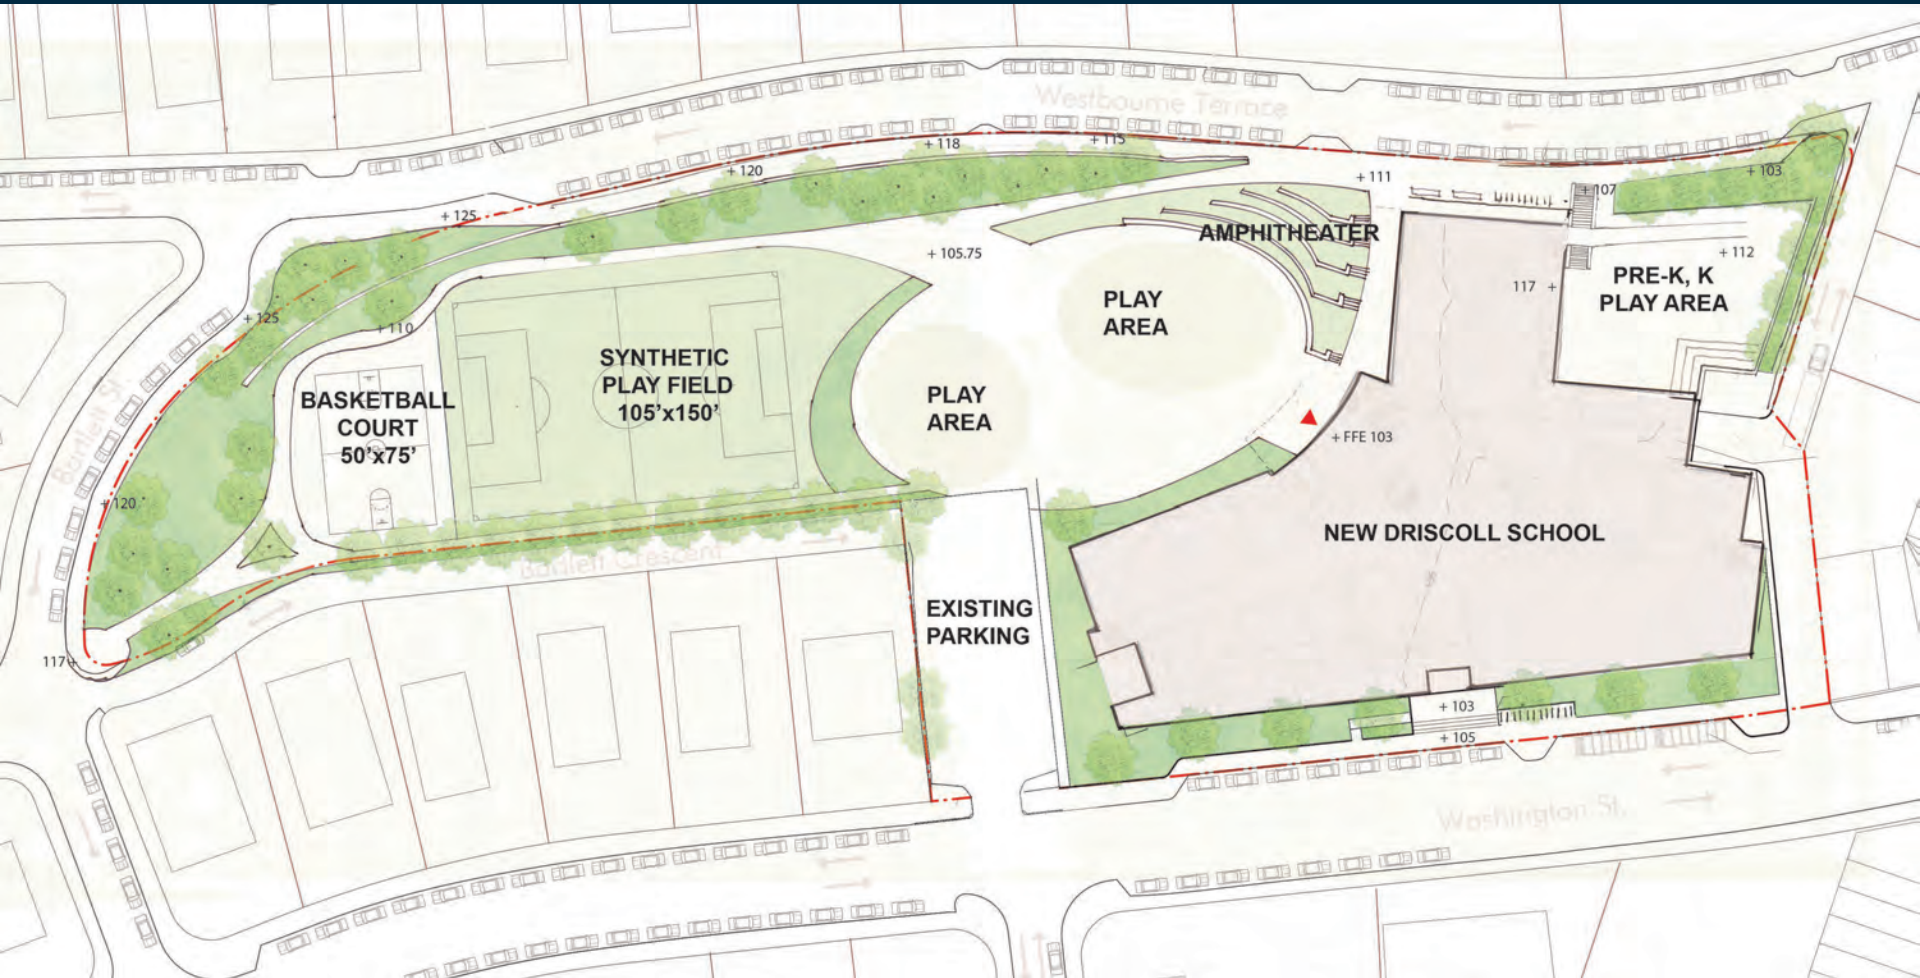 Westbourne Terrace
+ 115
+ 118
+ 120
+ 103
+ 111
+ 107
+ 125
AMPHITHEATER
+ 105.75
+ 112
PRE-K, K
PLAY AREA
117 +
PLAY
AREA
+ 125
+ 110
SYNTHETIC
PLAY FIELD
105'x150'
BASKETBALL
COURT
50'x75'
PLAY
AREA
+ FFE 103
Bartlett St.
+ 120
NEW DRISCOLL SCHOOL
Bartlett Crescent
EXISTING
PARKING
117 +
+ 103
+ 105
Washington St.